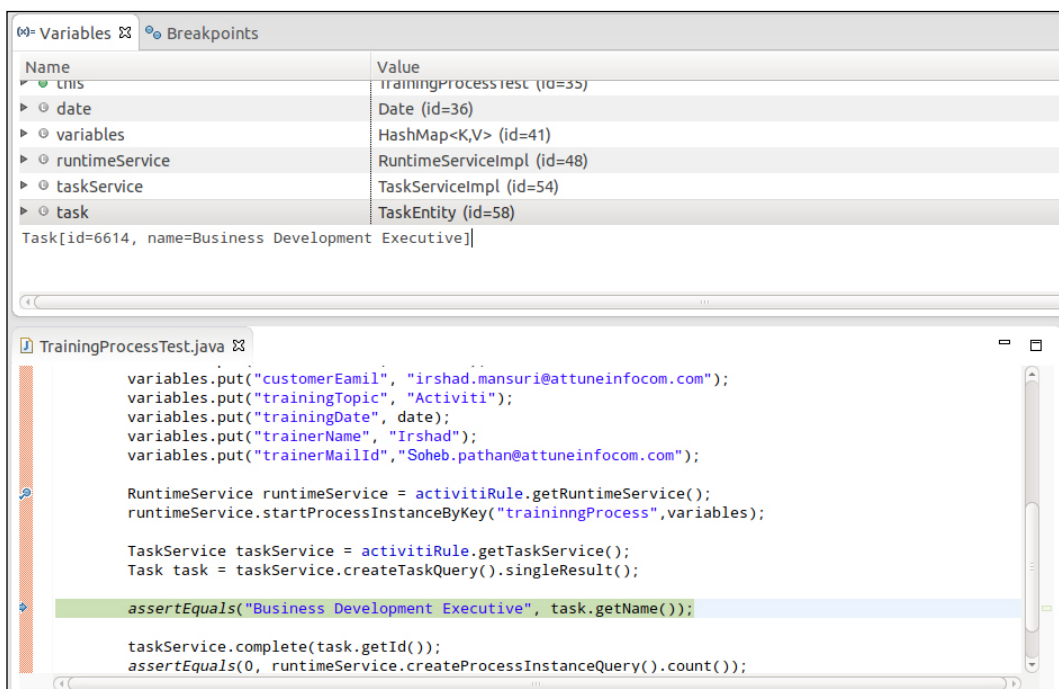 (x)= Variables Breakpoints
Name Value
this TrainingProcessTest (id=35)
date Date (id=36)
variables HashMap<K,V> (id=41)
runtimeService RuntimeServiceImpl (id=48)
taskService TaskServiceImpl (id=54)
task TaskEntity (id=58)
Task[id=6614, name=Business Development Executive]
TrainingProcessTest.java
variables.put("customerEamil", "irshad.mansuri@attuneinfocom.com");
variables.put("trainingTopic", "Activiti");
variables.put("trainingDate", date);
variables.put("trainerName", "Irshad");
variables.put("trainerMailId","Soheb.pathan@attuneinfocom.com");
RuntimeService runtimeService = activitiRule.getRuntimeService();
runtimeService.startProcessInstanceByKey("traininngProcess",variables);
TaskService taskService = activitiRule.getTaskService();
Task task = taskService.createTaskQuery().singleResult();
assertEquals("Business Development Executive", task.getName());
taskService.complete(task.getId());
assertEquals(0, runtimeService.createProcessInstanceQuery().count());